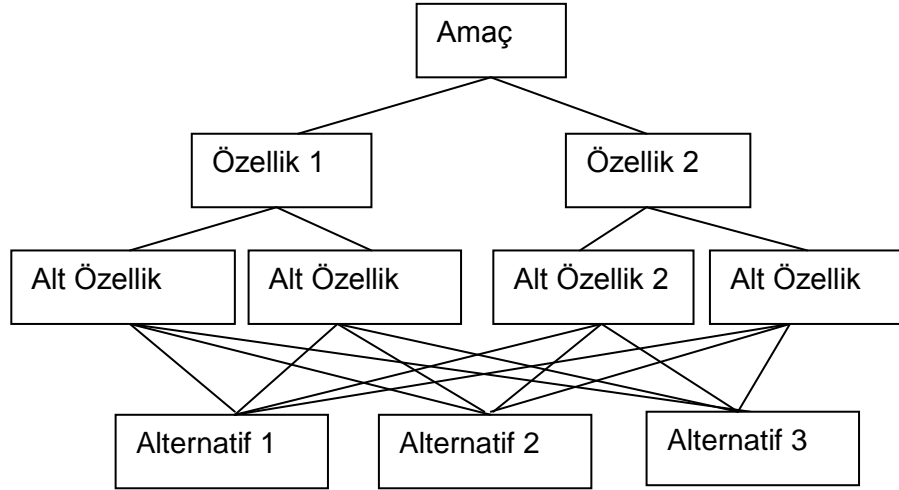 Amaç
Özellik 1
Özellik 2
Alt Özellik
Alt Özellik
Alt Özellik 2
Alt Özellik
Alternatif 1
Alternatif 2
Alternatif 3